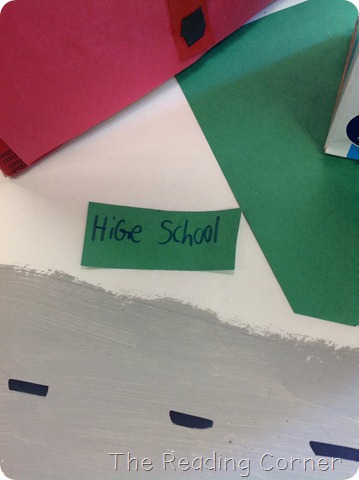 HiGe School
The Reading Corner